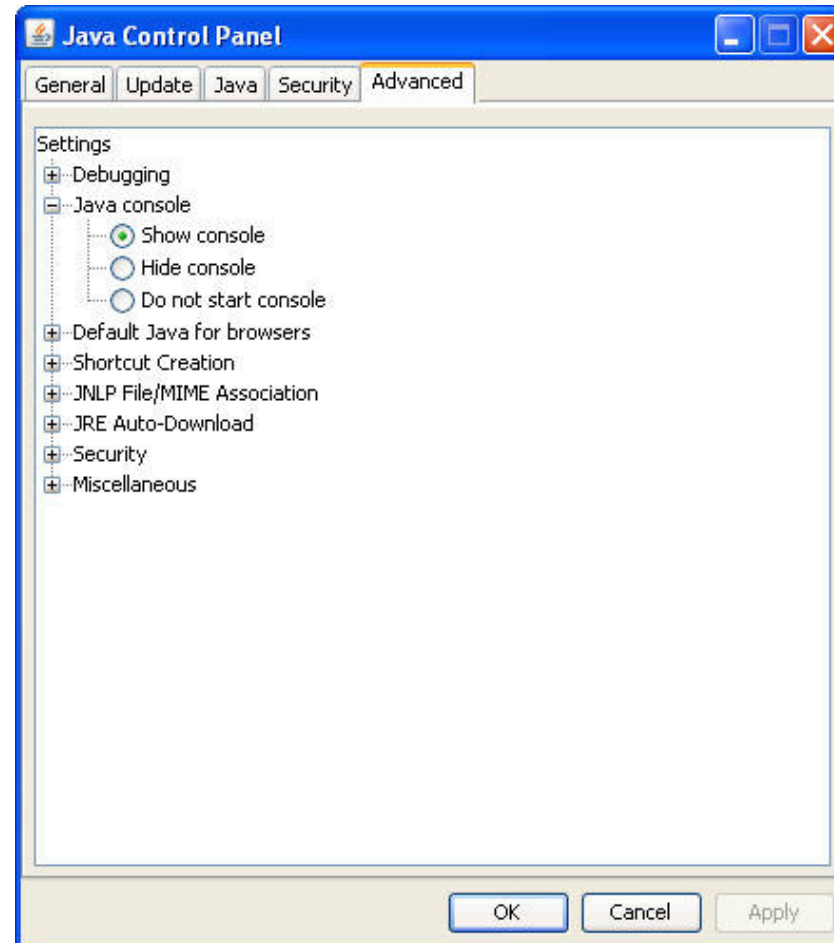 Java Control Panel
General Update Java Security Advanced
Settings
Debugging
Java console
Show console
Hide console
Do not start console
Default Java for browsers
Shortcut Creation
JNLP File/MIME Association
JRE Auto-Download
Security
Miscellaneous
OK Cancel Apply